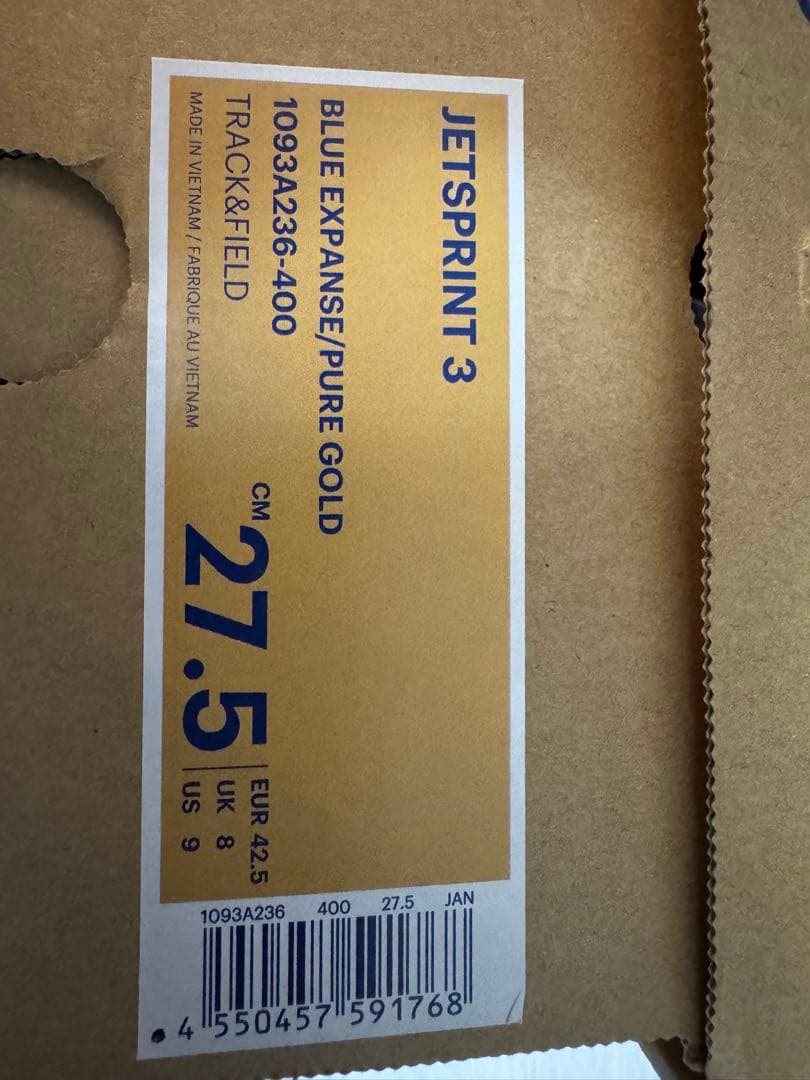 JETSPRINT 3
BLUE EXPANSE/PURE GOLD
1093A236-400
TRACK&FIELD
MADE IN VIETNAM / FABRIQUE AU VIETNAM
CM 27.5
EUR 42.5
UK 8
US 9
1093A236 400 27.5 JAN
4 550457 591768